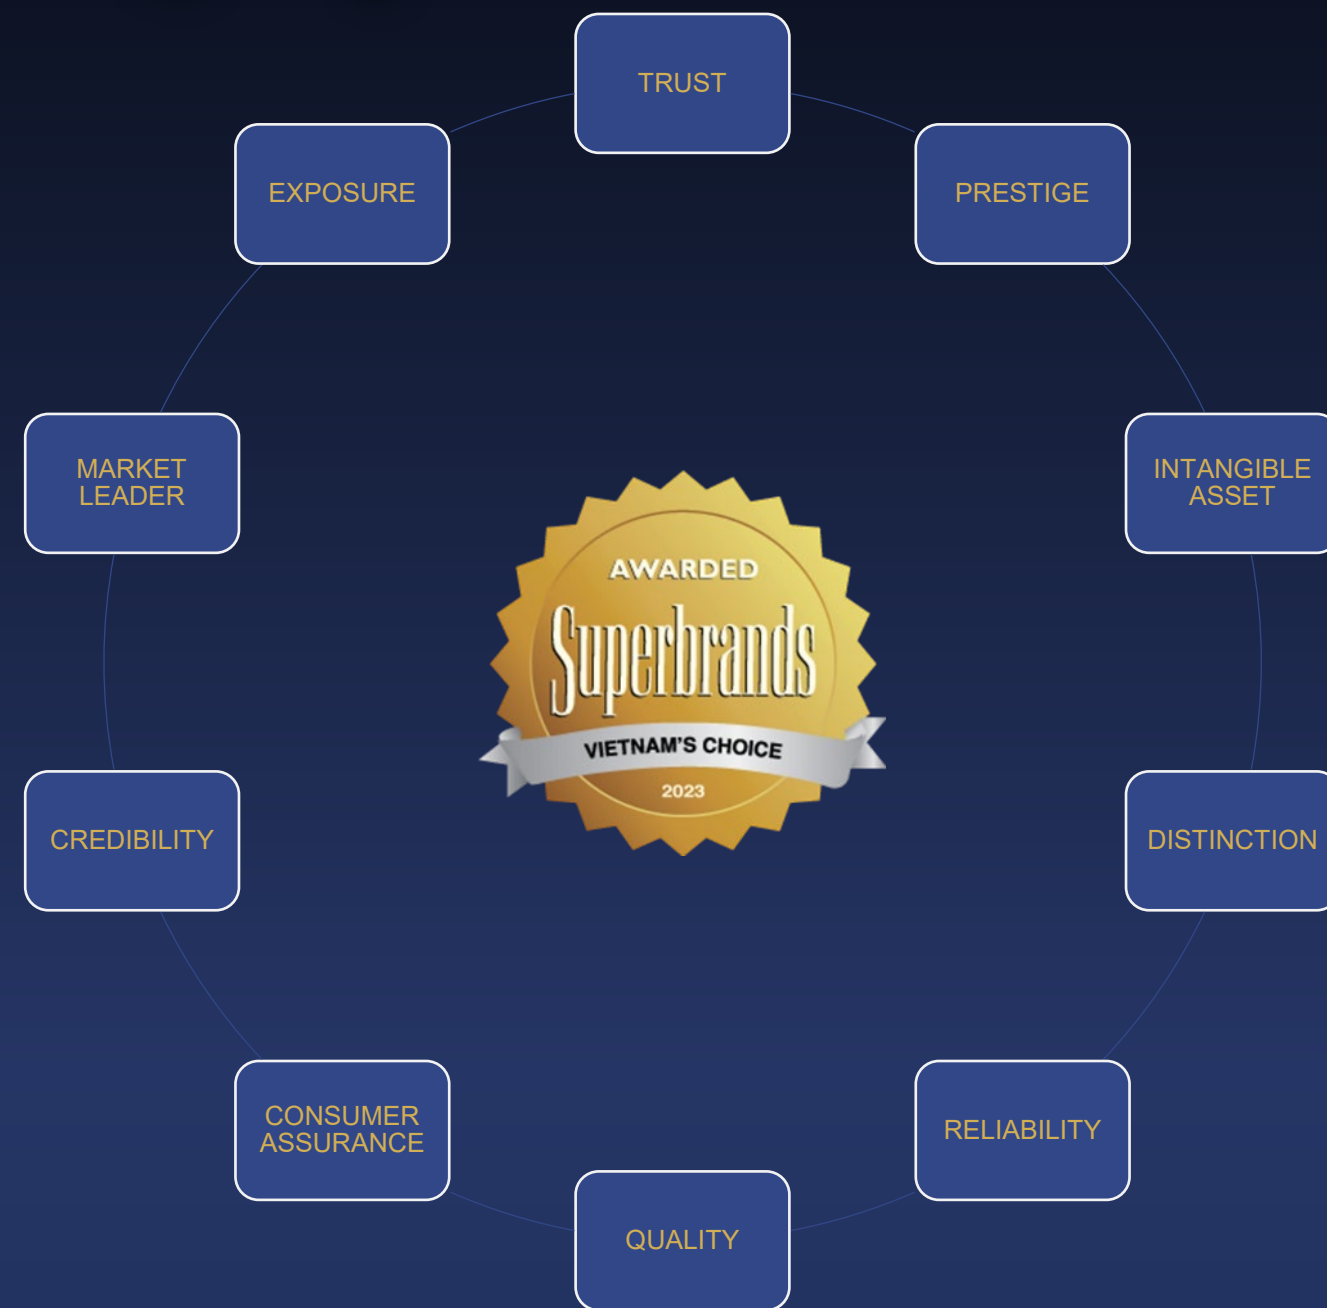 TRUST
EXPOSURE
PRESTIGE
MARKET
LEADER
INTANGIBLE
ASSET
AWARDED
Superbrands
VIETNAM'S CHOICE
2023
CREDIBILITY
DISTINCTION
CONSUMER
ASSURANCE
RELIABILITY
QUALITY